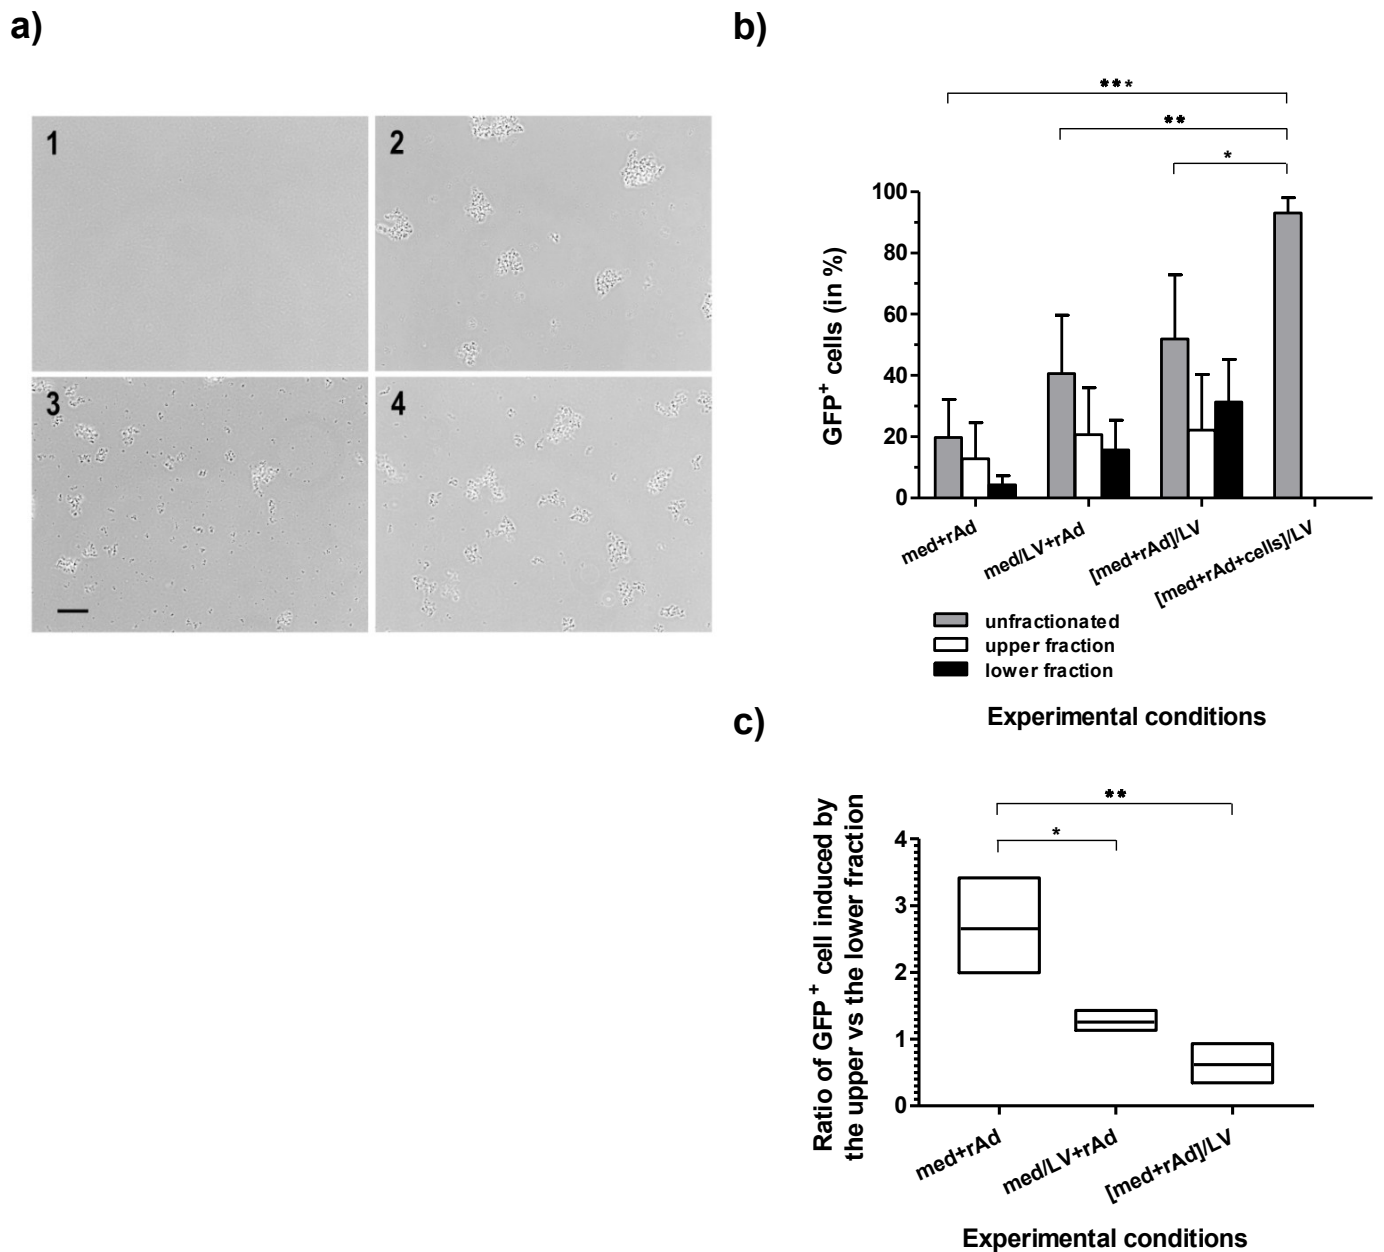 a)
1
2
3
4
b)
***
**
*
100
80
60
40
20
0
GFP+ cells (in %)
med+rAd
med/LV+rAd
[med+rAd]/LV
[med+rAd+cells]/LV
unfractionated
upper fraction
lower fraction
Experimental conditions
c)
**
*
4
3
2
1
0
Ratio of GFP+ cell induced by
the upper vs the lower fraction
med+rAd
med/LV+rAd
[med+rAd]/LV
Experimental conditions